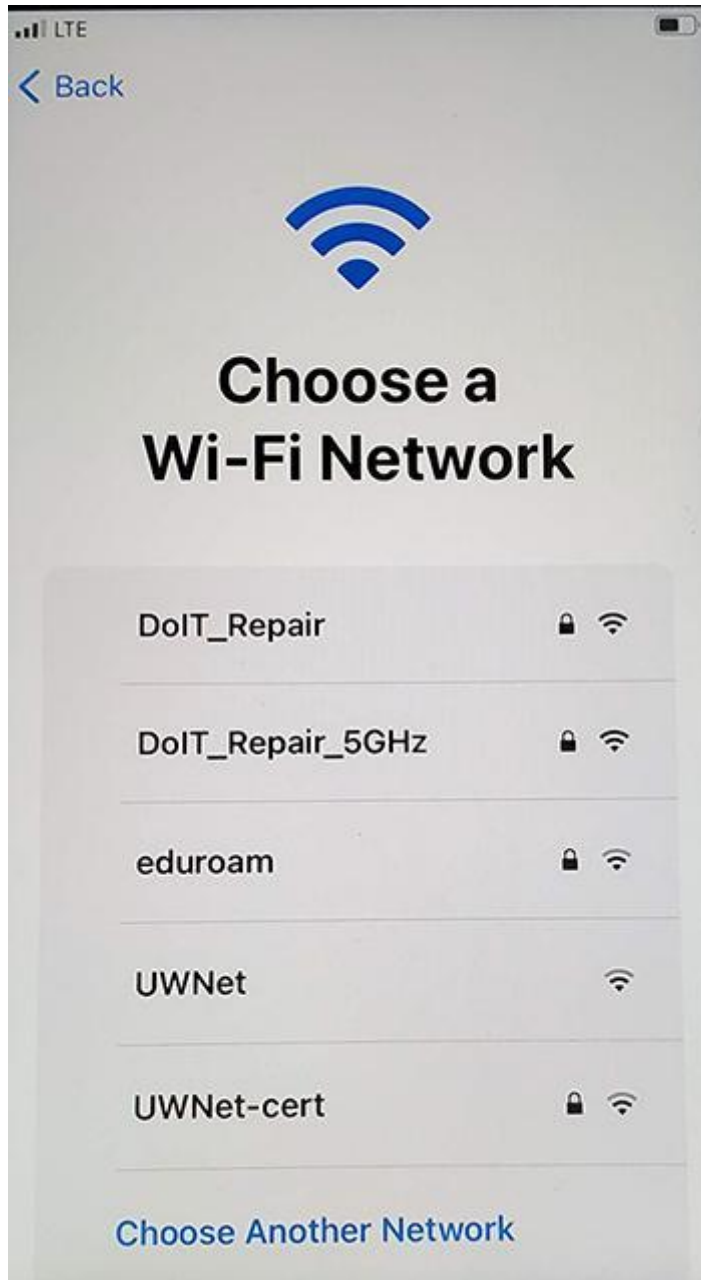 LTE
Back
Choose a
Wi-Fi Network
DoIT_Repair
DoIT_Repair_5GHz
eduroam
UWNet
UWNet-cert
Choose Another Network